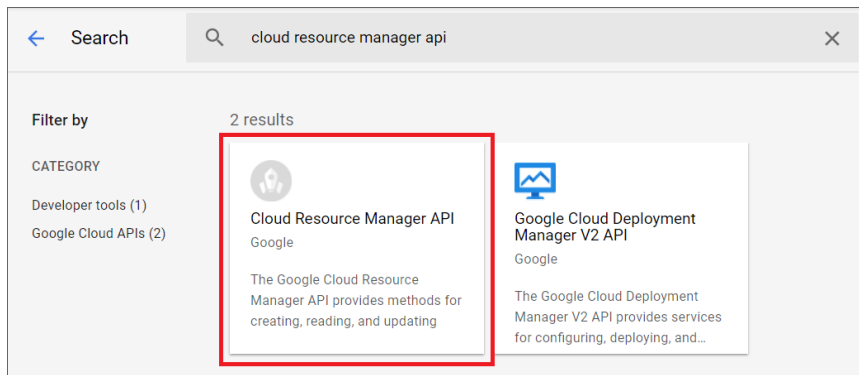 Search
cloud resource manager api
Filter by
2 results
CATEGORY
Developer tools (1)
Google Cloud APIs (2)
Cloud Resource Manager API
Google
The Google Cloud Resource
Manager API provides methods for
creating, reading, and updating
Google Cloud Deployment
Manager V2 API
Google
The Google Cloud Deployment
Manager V2 API provides services
for configuring, deploying, and…